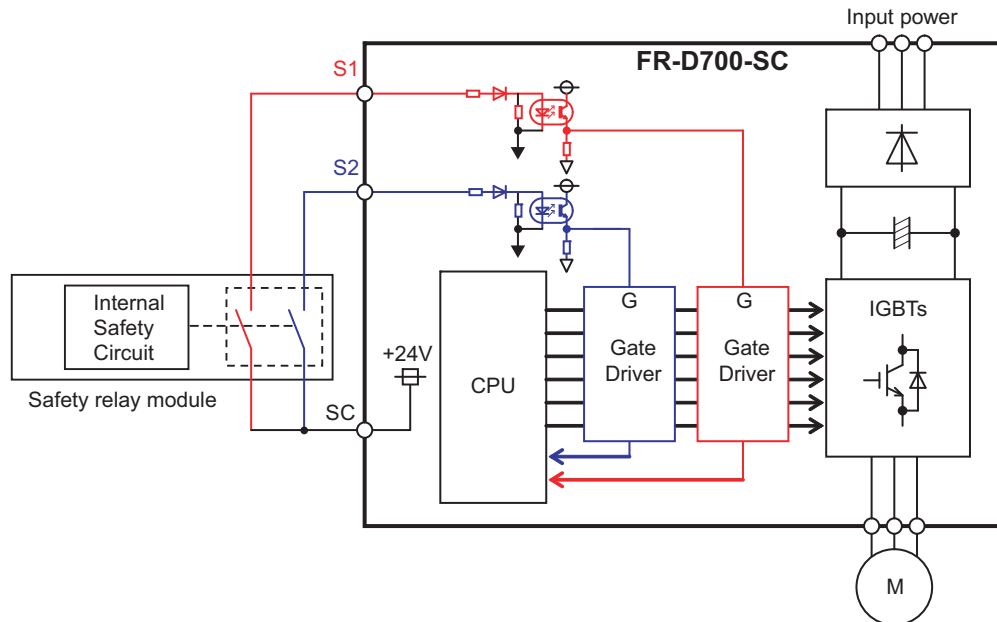 Input power
FR-D700-SC
S1
S2
Internal
Safety
Circuit
+24V
Safety relay module
SC
CPU
G
Gate
Driver
G
Gate
Driver
IGBTs
M